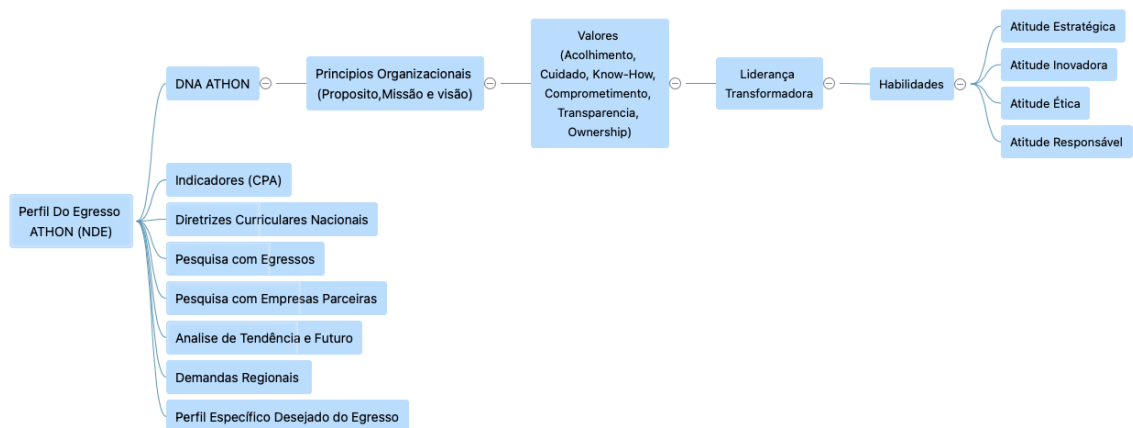 Perfil Do Egresso
ATHON (NDE)
DNA ATHON
Principios Organizacionais
(Proposito,Missão e visão)
Valores
(Acolhimento,
Cuidado, Know-How,
Comprometimento,
Transparencia,
Ownership)
Liderança
Transformadora
Habilidades
Atitude Estratégica
Atitude Inovadora
Atitude Ética
Atitude Responsável
Indicadores (CPA)
Diretrizes Curriculares Nacionais
Pesquisa com Egressos
Pesquisa com Empresas Parceiras
Analise de Tendência e Futuro
Demandas Regionais
Perfil Específico Desejado do Egresso